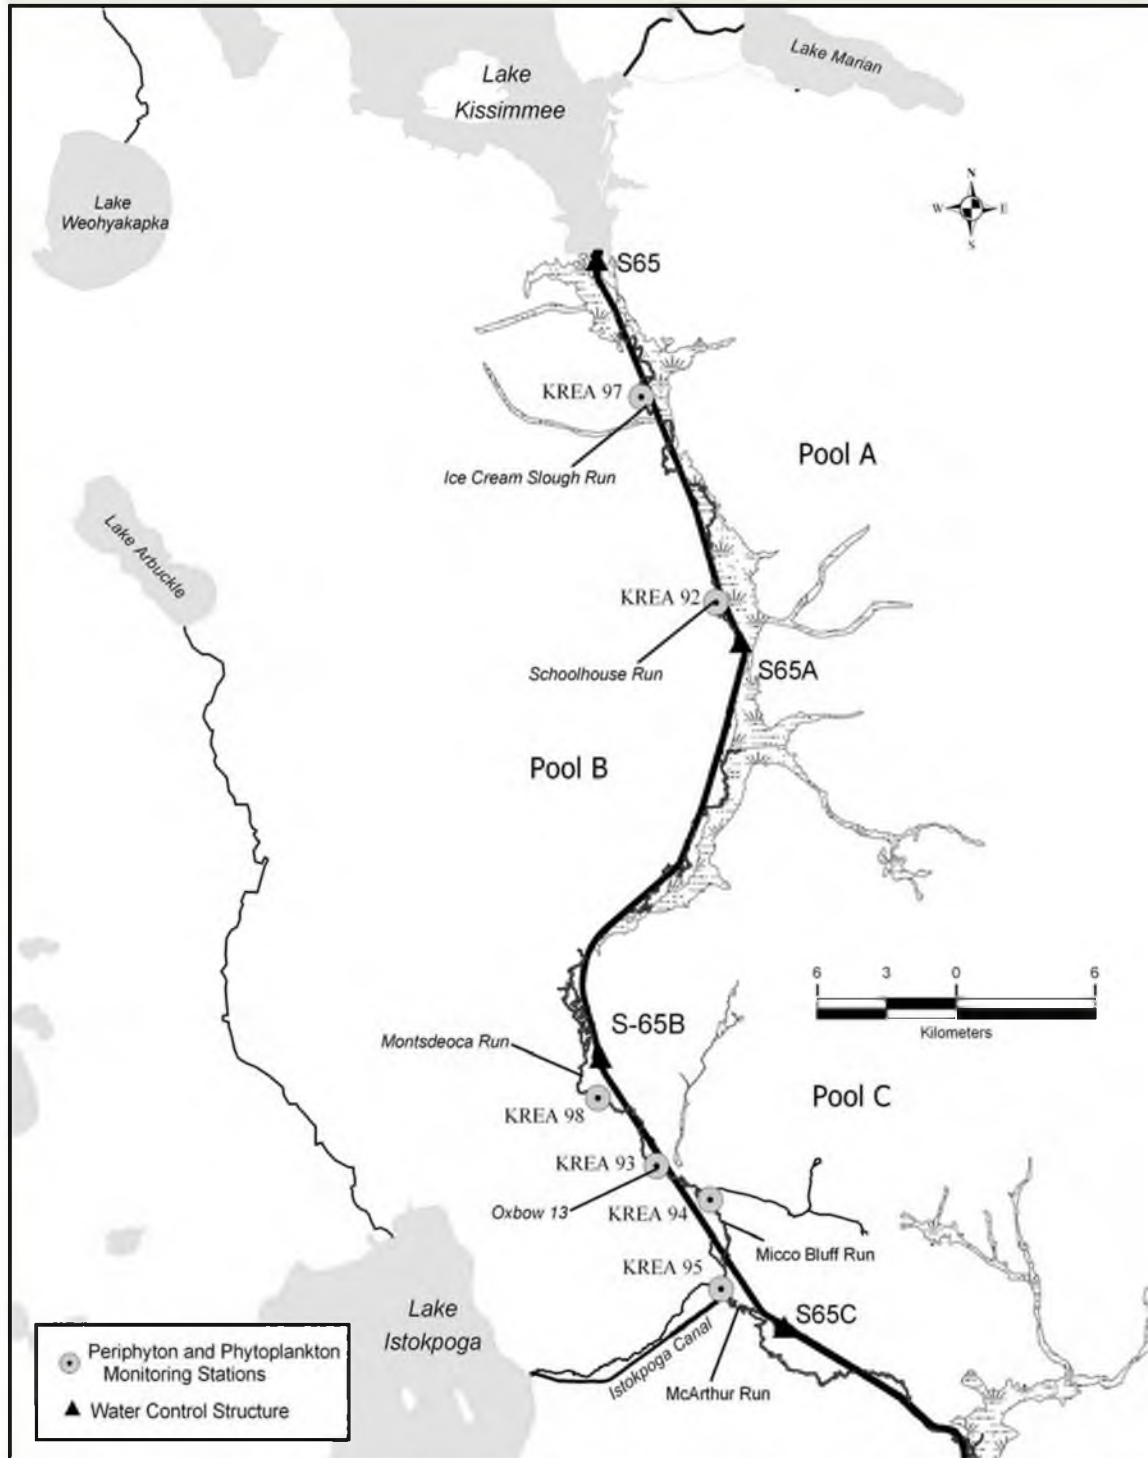 Lake
Kissimmee
Lake Marian
Lake
Weohyakapka
N
W E
S
S65
KREA 97
Ice Cream Slough Run
Pool A
Lake Arbuckle
KREA 92
Schoolhouse Run
S65A
Pool B
6 3 0 6
Kilometers
S-65B
Montsdeoca Run
KREA 98
Pool C
KREA 93
Oxbow 13
KREA 94
Micco Bluff Run
KREA 95
S65C
Lake
Istokpoga
Istokpoga Canal
McArthur Run
Periphyton and Phytoplankton
Monitoring Stations
Water Control Structure